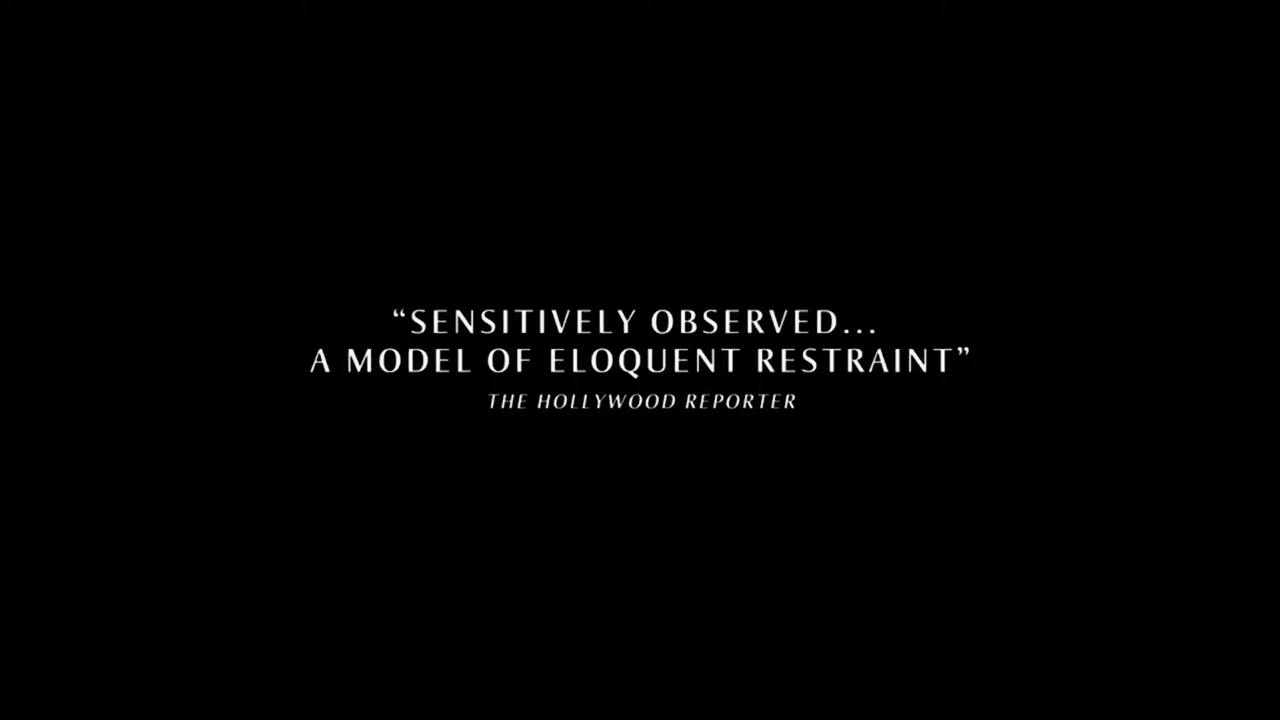 “SENSITIVELY OBSERVED...
A MODEL OF ELOQUENT RESTRAINT”
THE HOLLYWOOD REPORTER